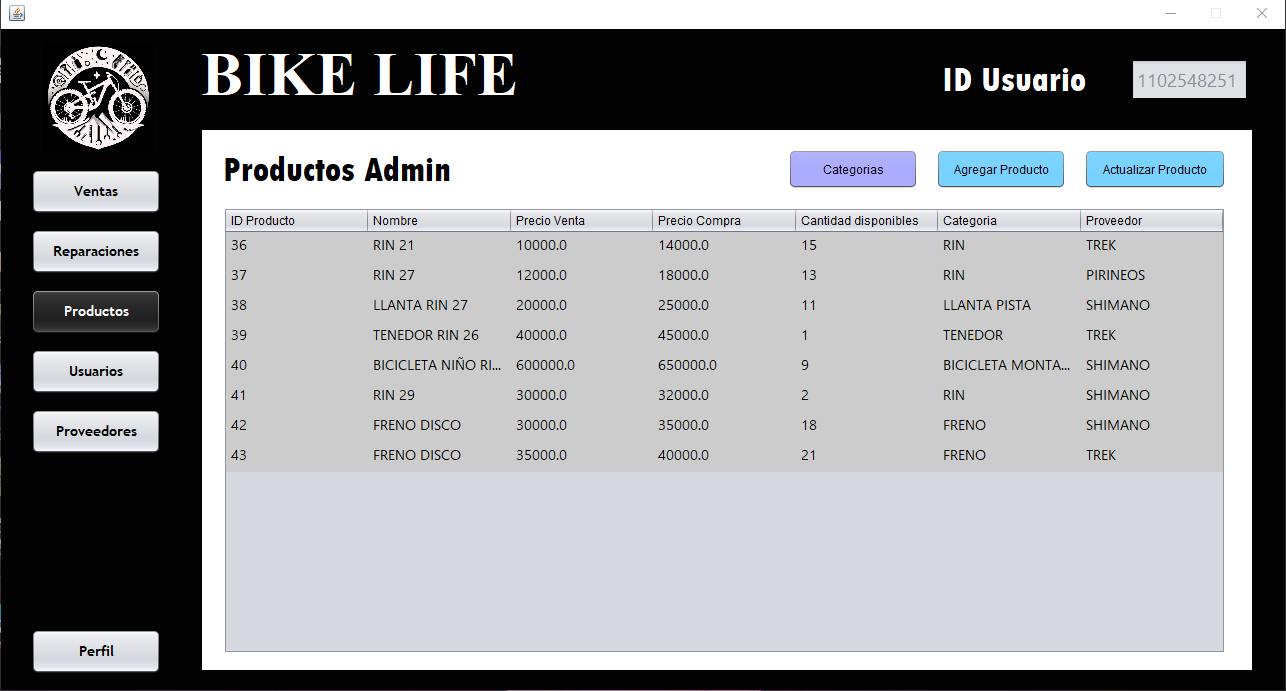 BIKE LIFE
ID Usuario 1102548251
Productos Admin
Categorias Agregar Producto Actualizar Producto
Ventas
Reparaciones
Productos
Usuarios
Proveedores
Perfil
ID Producto Nombre Precio Venta Precio Compra Cantidad disponibles Categoria Proveedor
36 RIN 21 10000.0 14000.0 15 RIN TREK
37 RIN 27 12000.0 18000.0 13 RIN PIRINEOS
38 LLANTA RIN 27 20000.0 25000.0 11 LLANTA PISTA SHIMANO
39 TENEDOR RIN 26 40000.0 45000.0 1 TENEDOR TREK
40 BICICLETA NIÑO RI... 600000.0 650000.0 9 BICICLETA MONTA... SHIMANO
41 RIN 29 30000.0 32000.0 2 RIN SHIMANO
42 FRENO DISCO 30000.0 35000.0 18 FRENO SHIMANO
43 FRENO DISCO 35000.0 40000.0 21 FRENO TREK